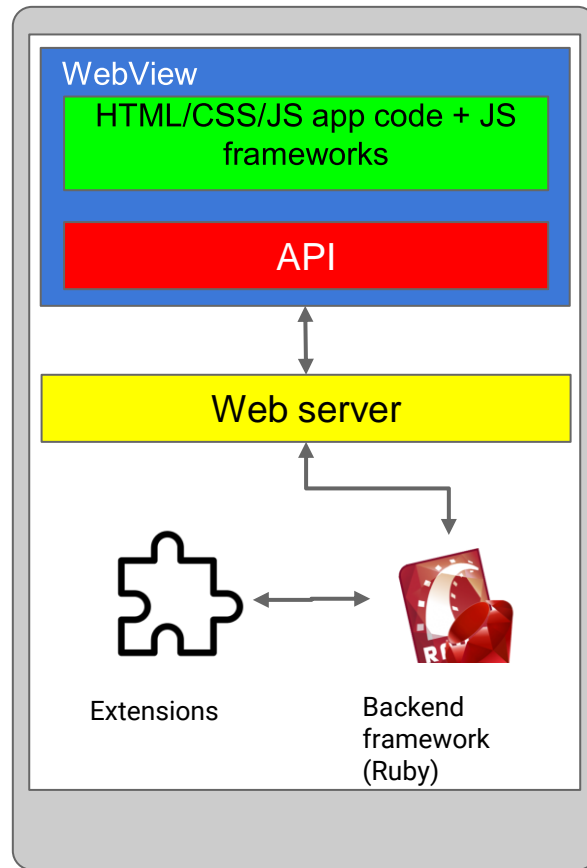 WebView
HTML/CSS/JS app code + JS
frameworks
API
Web server
Extensions
Backend
framework
(Ruby)